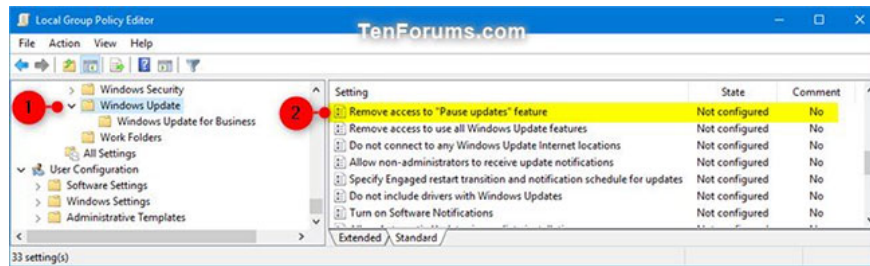 Local Group Policy Editor
TenForums.com
File Action View Help
Windows Security
1
Windows Update
Windows Update for Business
Work Folders
All Settings
User Configuration
Software Settings
Windows Settings
Administrative Templates
Setting State Comment
2
Remove access to "Pause updates" feature Not configured No
Remove access to use all Windows Update features Not configured No
Do not connect to any Windows Update Internet locations Not configured No
Allow non-administrators to receive update notifications Not configured No
Specify Engaged restart transition and notification schedule for updates Not configured No
Do not include drivers with Windows Updates Not configured No
Turn on Software Notifications Not configured No
Extended Standard
33 setting(s)